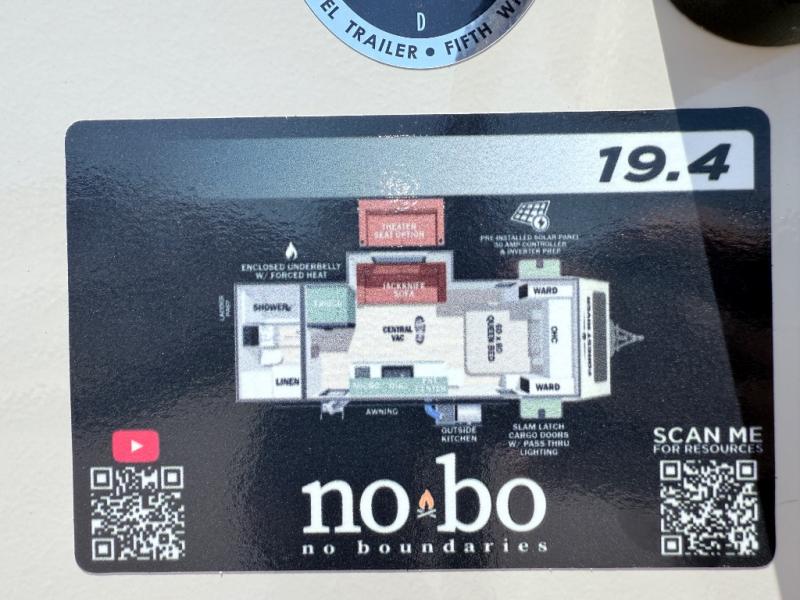 D
EL TRAILER • FIFTH W
19.4
THEATER
SEAT OPTION
PRE-INSTALLED SOLAR PANEL
30 AMP CONTROLLER
& INVERTER PREP
ENCLOSED UNDERBELLY
W/ FORCED HEAT
JACKKNIFE
SOFA
WARD
SHOWER
CENTRAL
VAC
60 x 80
QUEEN BED
OHC
LINEN
WARD
AWNING
OUTSIDE
KITCHEN
SLAM LATCH
CARGO DOORS
W/ PASS THRU
LIGHTING
SCAN ME
FOR RESOURCES
no bo
no boundaries